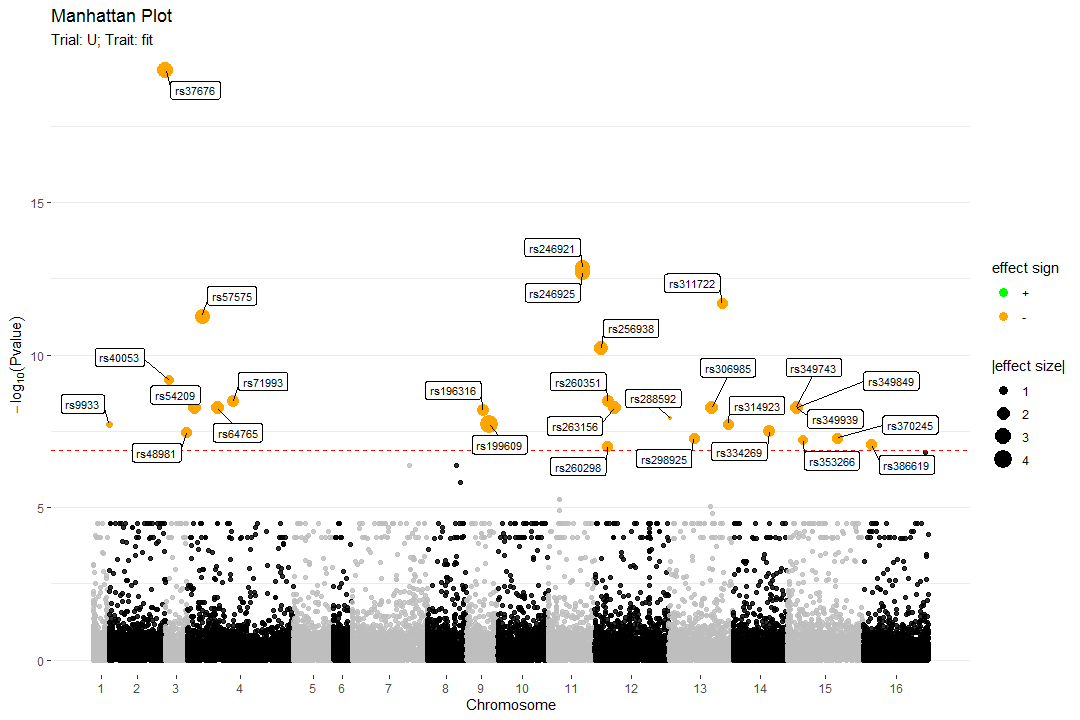 Manhattan Plot
Trial: U; Trait: fit
rs37676
15
rs246921
rs246925
rs311722
rs57575
rs256938
10
rs40053
rs306985
rs349743
rs349849
rs71993
rs54209
rs196316
rs260351
rs288592
rs9933
rs314923
rs349939
rs64765
rs263156
rs370245
rs48981
rs199609
rs260298
rs298925
rs334269
rs353266
rs386619
5
0
−log10(Pvalue)
1 2 3 4 5 6 7 8 9 10 11 12 13 14 15 16
Chromosome
effect sign
+
-
|effect size|
1
2
3
4